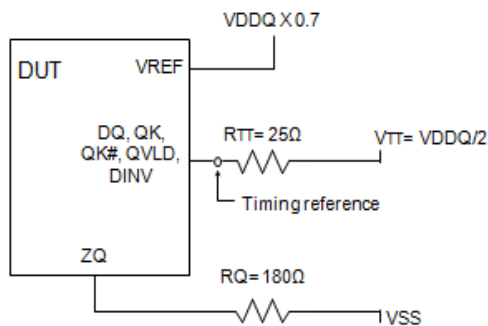 VDDQ X 0.7
DUT
VREF
DQ, QK,
QK#, QVLD,
DINV
RTT= 25Ω
VTT= VDDQ/2
Timing reference
ZQ
RQ= 180Ω
VSS